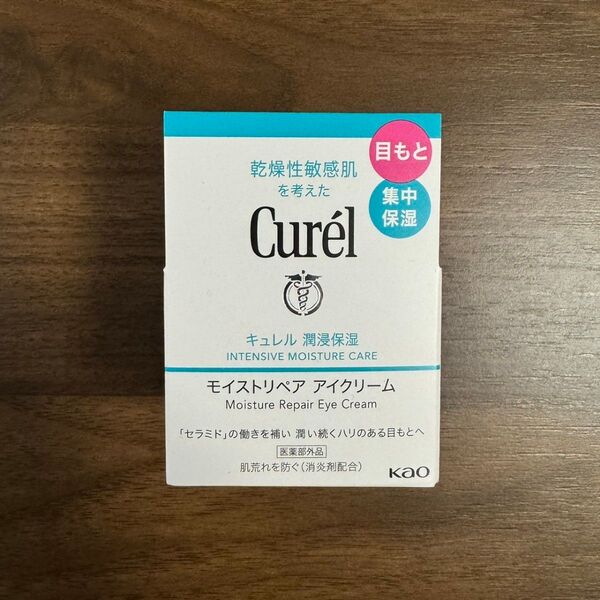 乾燥性敏感肌
を考えた
目もと
集中
保湿
Curél
キュレル 潤浸保湿
INTENSIVE MOISTURE CARE
モイストリペア アイクリーム
Moisture Repair Eye Cream
「セラミド」の働きを補い 潤い続くハリのある目もとへ
医薬部外品
肌荒れを防ぐ(消炎剤配合)
Kao